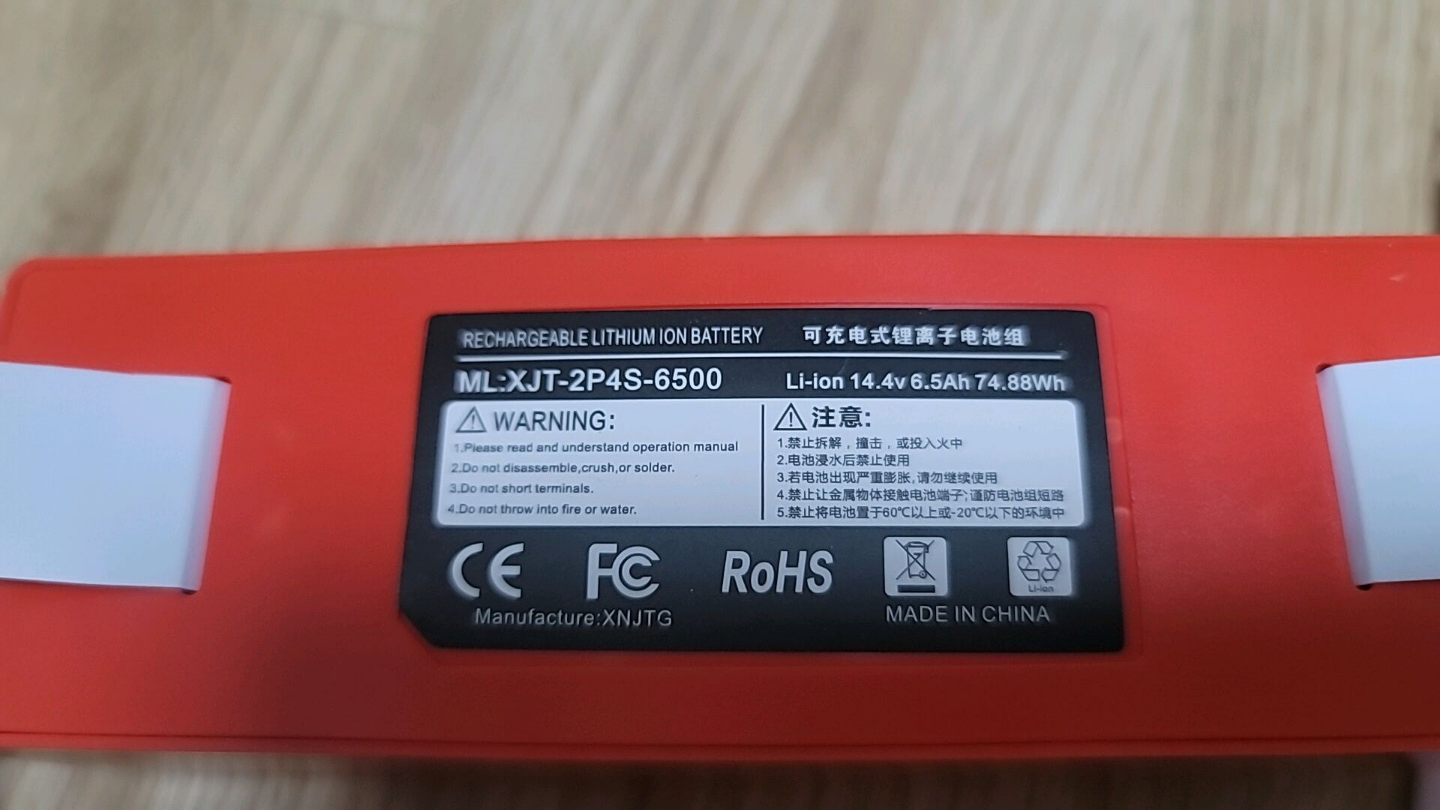 RECHARGEABLE LITHIUM ION BATTERY 可充电式锂离子电池组
ML:XJT-2P4S-6500 Li-ion 14.4v 6.5Ah 74.88Wh
WARNING:
1.Please read and understand operation manual
2.Do not disassemble,crush,or solder.
3.Do not short terminals.
4.Do not throw into fire or water.
注意:
1.禁止拆解，撞击，或投入火中
2.电池浸水后禁止使用
3.若电池出现严重膨胀,请勿继续使用
4.禁止让金属物体接触电池端子;谨防电池组短路
5.禁止将电池置于60℃以上或-20℃以下的环境中
CE FC RoHS Li-ion
Manufacture:XNJTG MADE IN CHINA